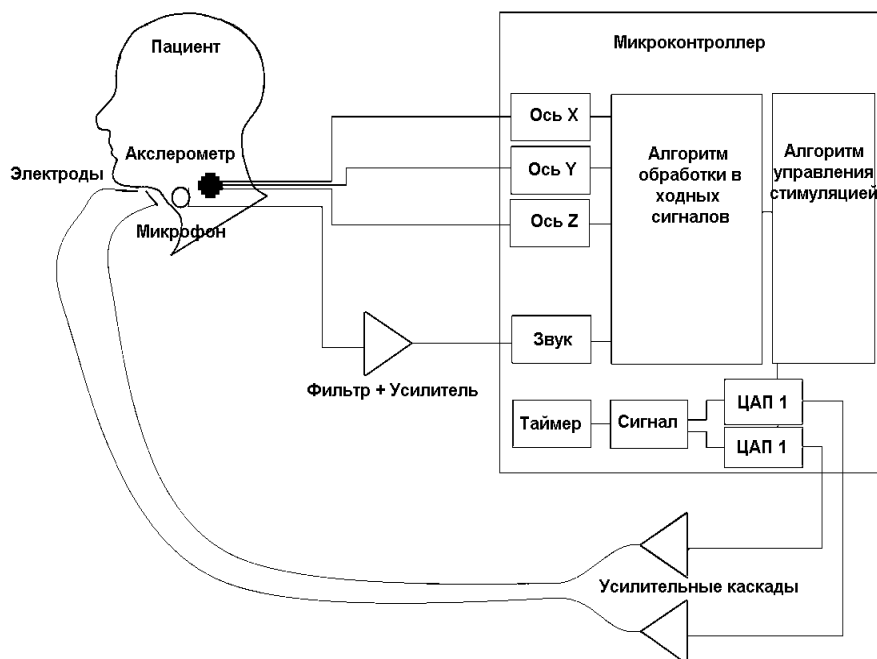 Пациент
Микроконтроллер
Акслерометр
Электроды
Микрофон
Ось X
Ось Y
Ось Z
Звук
Алгоритм
обработки в
ходных
сигналов
Алгоритм
управления
стимуляцией
Фильтр + Усилитель
Таймер
Сигнал
ЦАП 1
ЦАП 1
Усилительные каскады